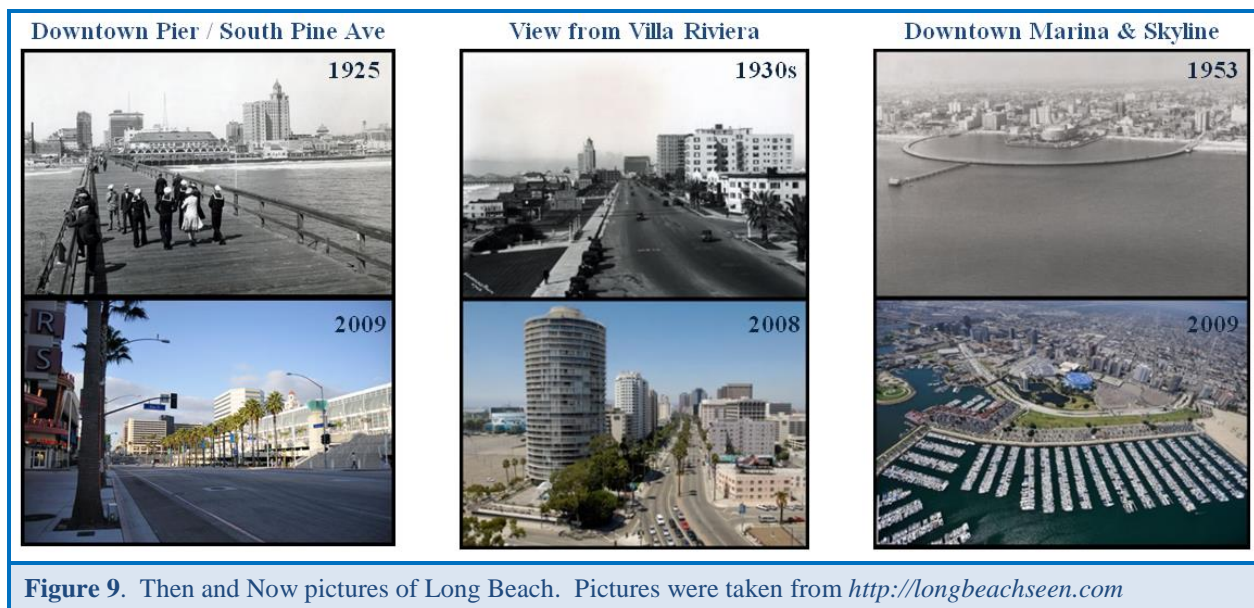 Downtown Pier / South Pine Ave
View from Villa Riviera
Downtown Marina & Skyline
1925
1930s
1953
2009
R
S
2008
2009
Figure 9. Then and Now pictures of Long Beach. Pictures were taken from http://longbeachseen.com